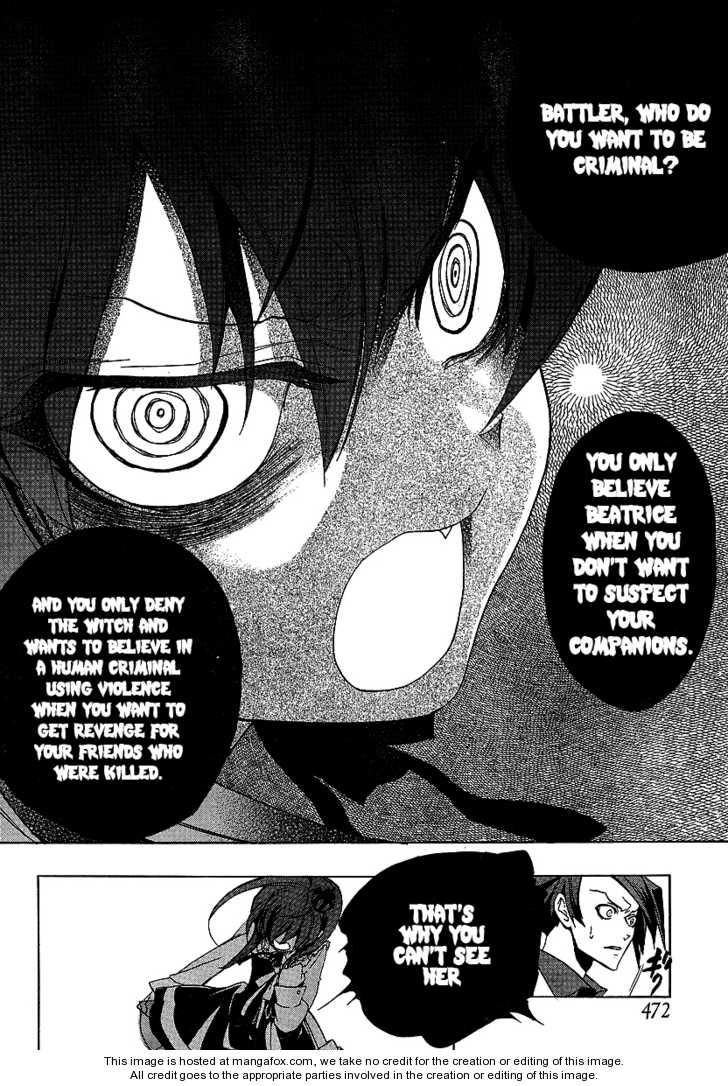 BATTLER, WHO DO
YOU WANT TO BE
CRIMINAL?
YOU ONLY
BELIEVE
BEATRICE
WHEN YOU
DON'T WANT
TO SUSPECT
YOUR
COMPANIONS.
AND YOU ONLY DENY
THE WITCH AND
WANTS TO BELIEVE IN
A HUMAN CRIMINAL
USING VIOLENCE
WHEN YOU WANT TO
GET REVENGE FOR
YOUR FRIENDS WHO
WERE KILLED.
THAT'S
WHY YOU
CAN'T SEE
HER
472
This image is hosted at mangafox.com, we take no credit for the creation or editing of this image.
All credit goes to the appropriate parties involved in the creation or editing of this image.